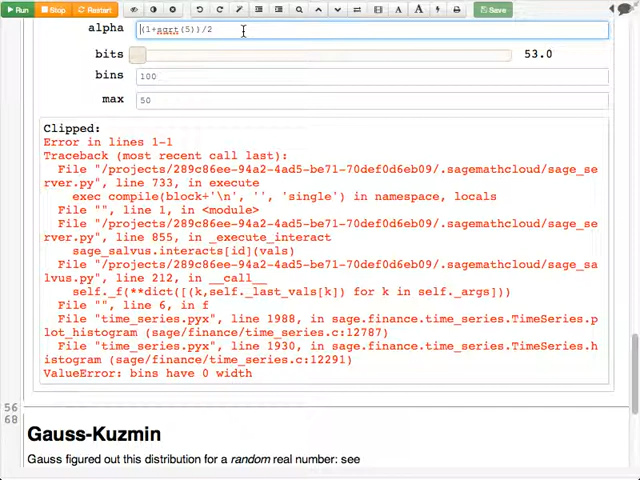 Run Stop Restart Save
alpha (1+sqrt(5))/2
bits 53.0
bins 100
max 50
Clipped:
Error in lines 1-1
Traceback (most recent call last):
File "/projects/289c86ee-94a2-4ad5-be71-70def0d6eb09/.sagemathcloud/sage_se
rver.py", line 733, in execute
exec compile(block+'\n', '', 'single') in namespace, locals
File "", line 1, in <module>
File "/projects/289c86ee-94a2-4ad5-be71-70def0d6eb09/.sagemathcloud/sage_se
rver.py", line 855, in _execute_interact
sage_salvus.interacts[id](vals)
File "/projects/289c86ee-94a2-4ad5-be71-70def0d6eb09/.sagemathcloud/sage_sa
lvus.py", line 212, in __call__
self._f(**dict([(k,self._last_vals[k]) for k in self._args]))
File "", line 6, in f
File "time_series.pyx", line 1988, in sage.finance.time_series.TimeSeries.p
lot_histogram (sage/finance/time_series.c:12787)
File "time_series.pyx", line 1930, in sage.finance.time_series.TimeSeries.h
istogram (sage/finance/time_series.c:12291)
ValueError: bins have 0 width
56
68
Gauss-Kuzmin
Gauss figured out this distribution for a random real number: see